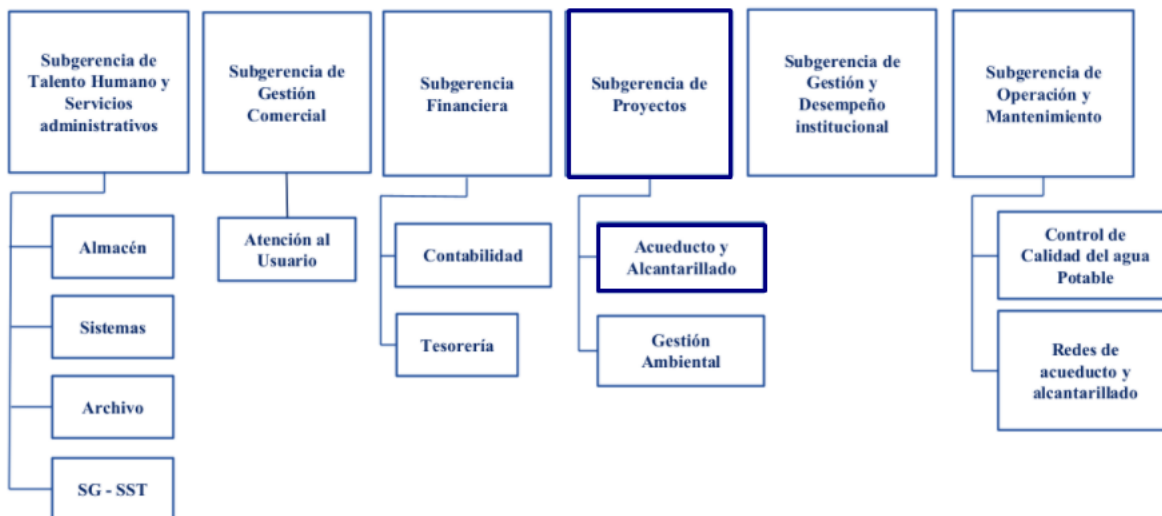 Subgerencia de
Talento Humano y
Servicios
administrativos
Subgerencia de
Gestión
Comercial
Subgerencia
Financiera
Subgerencia de
Proyectos
Subgerencia de
Gestión y
Desempeño
institucional
Subgerencia de
Operación y
Mantenimiento
Almacén
Sistemas
Archivo
SG - SST
Atención al
Usuario
Contabilidad
Tesorería
Acueducto y
Alcantarillado
Gestión
Ambiental
Control de
Calidad del agua
Potable
Redes de
acueducto y
alcantarillado